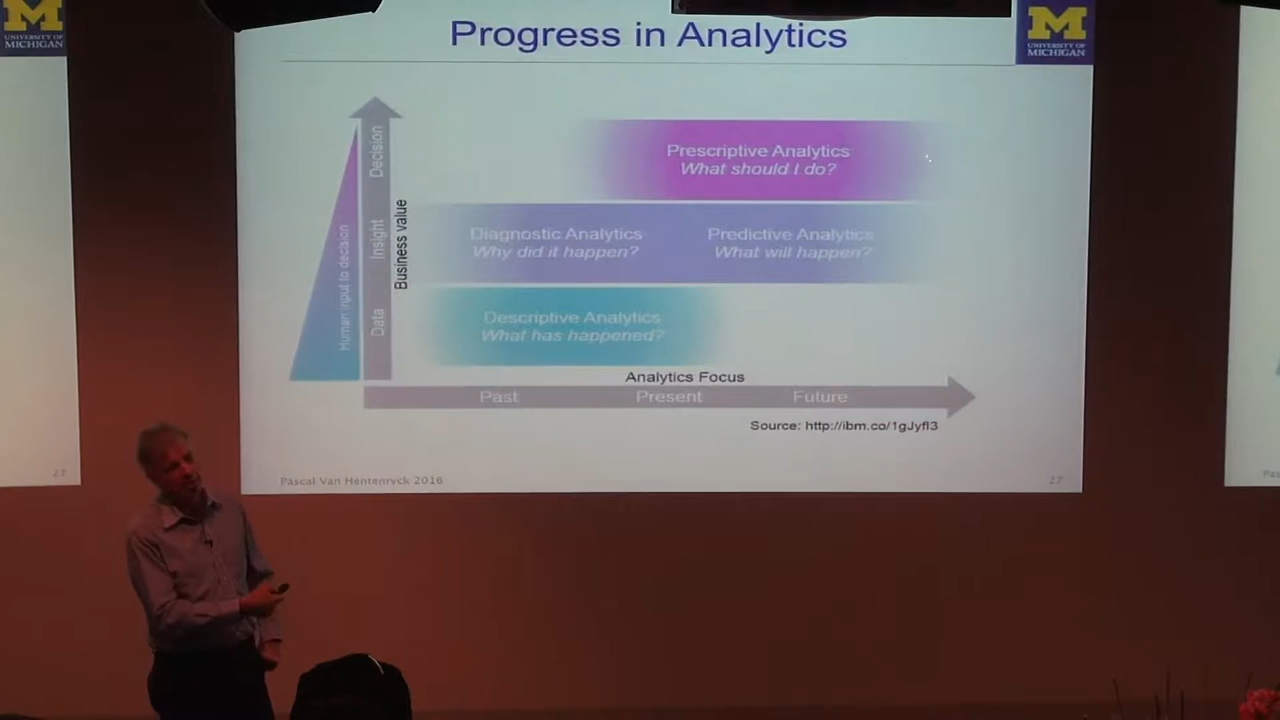 UNIVERSITY OF
MICHIGAN
Progress in Analytics
M
UNIVERSITY OF
MICHIGAN
Decision
Insight
Data
Human input to decision
Business value
Prescriptive Analytics
What should I do?
Diagnostic Analytics
Why did it happen?
Predictive Analytics
What will happen?
Descriptive Analytics
What has happened?
Analytics Focus
Past
Present
Future
Source: http://ibm.co/1gJyfl3
27
Pascal Van Hentenryck 2016
27